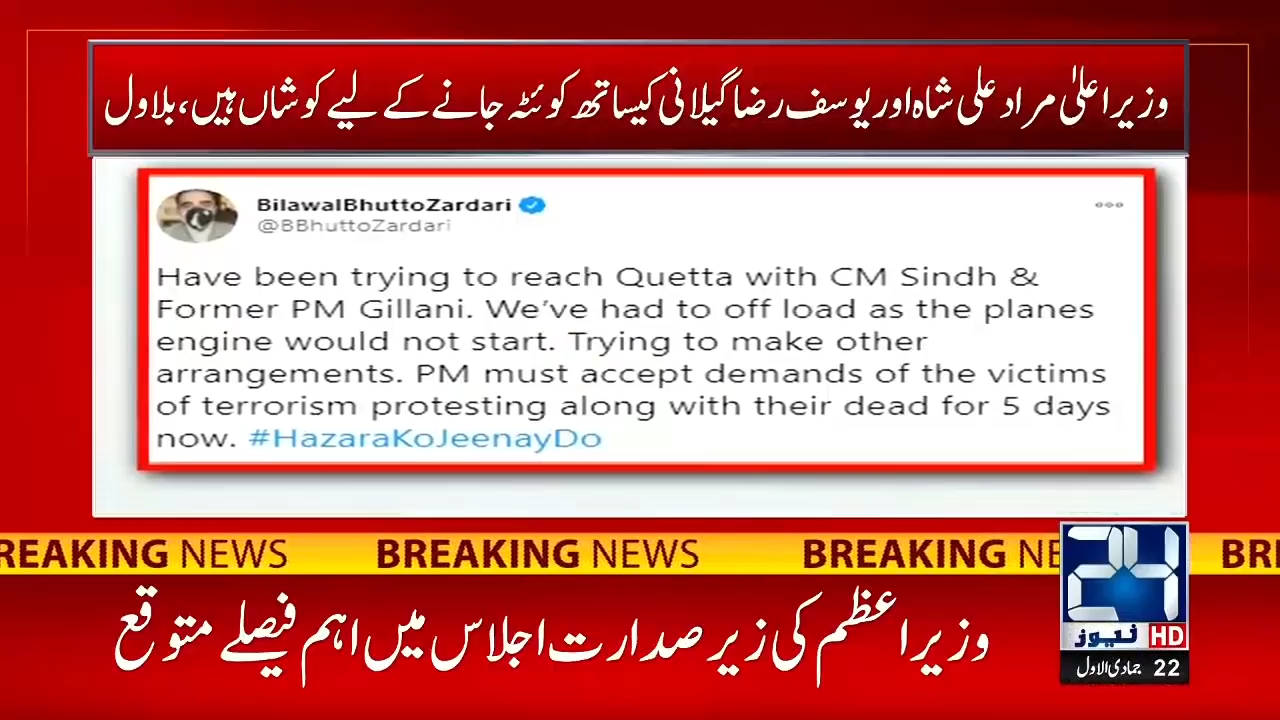 وزیراعلیٰ مراد علی شاہ اور یوسف رضا گیلانی کیساتھ کوئٹہ جانے کے لیے کوشاں ہیں، بلاول
BilawalBhuttoZardari
@BBhuttoZardari
Have been trying to reach Quetta with CM Sindh &
Former PM Gillani. We've had to off load as the planes
engine would not start. Trying to make other
arrangements. PM must accept demands of the victims
of terrorism protesting along with their dead for 5 days
now. #HazaraKoJeenayDo
REAKING NEWS BREAKING NEWS BREAKING NE BR
24
نیوز HD
22 جمادی الاول
وزیراعظم کی زیر صدارت اجلاس میں اہم فیصلے متوقع